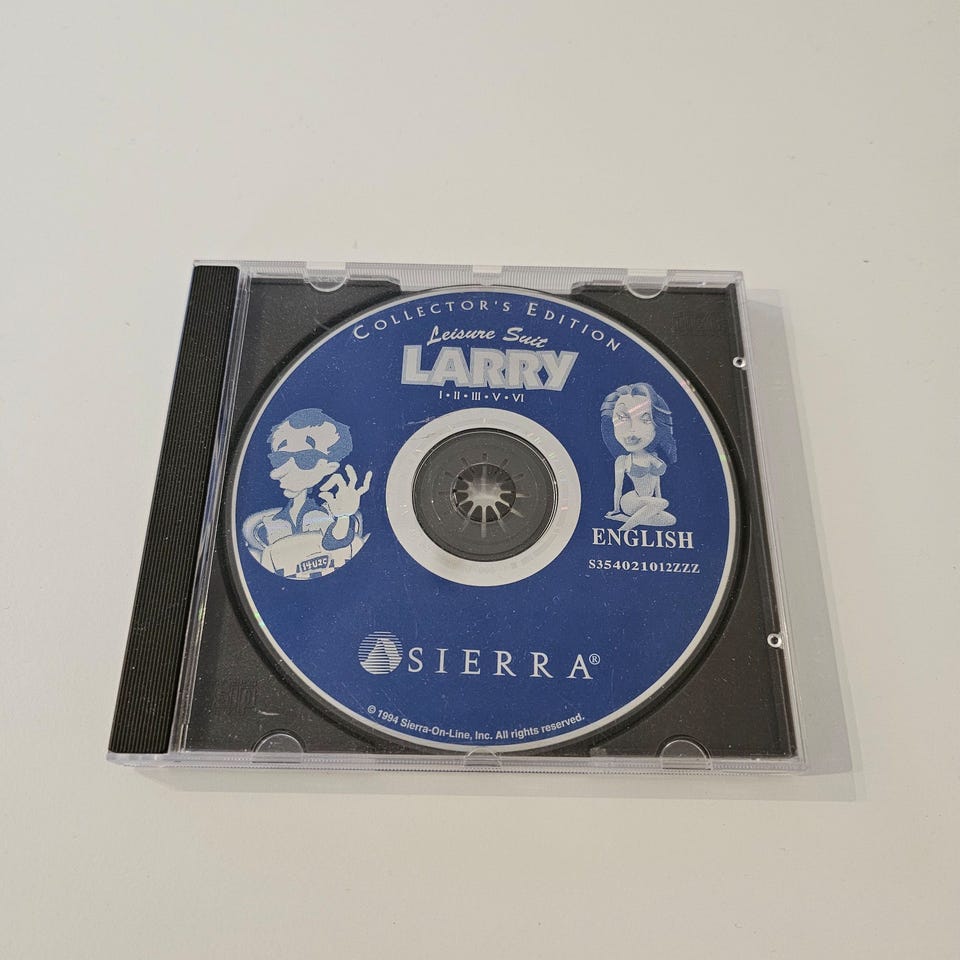 COLLECTOR'S EDITION
Leisure Suit
LARRY
I • II • III • V • VI
14U2C
ENGLISH
S354021012ZZZ
SIERRA®
© 1994 Sierra-On-Line, Inc. All rights reserved.